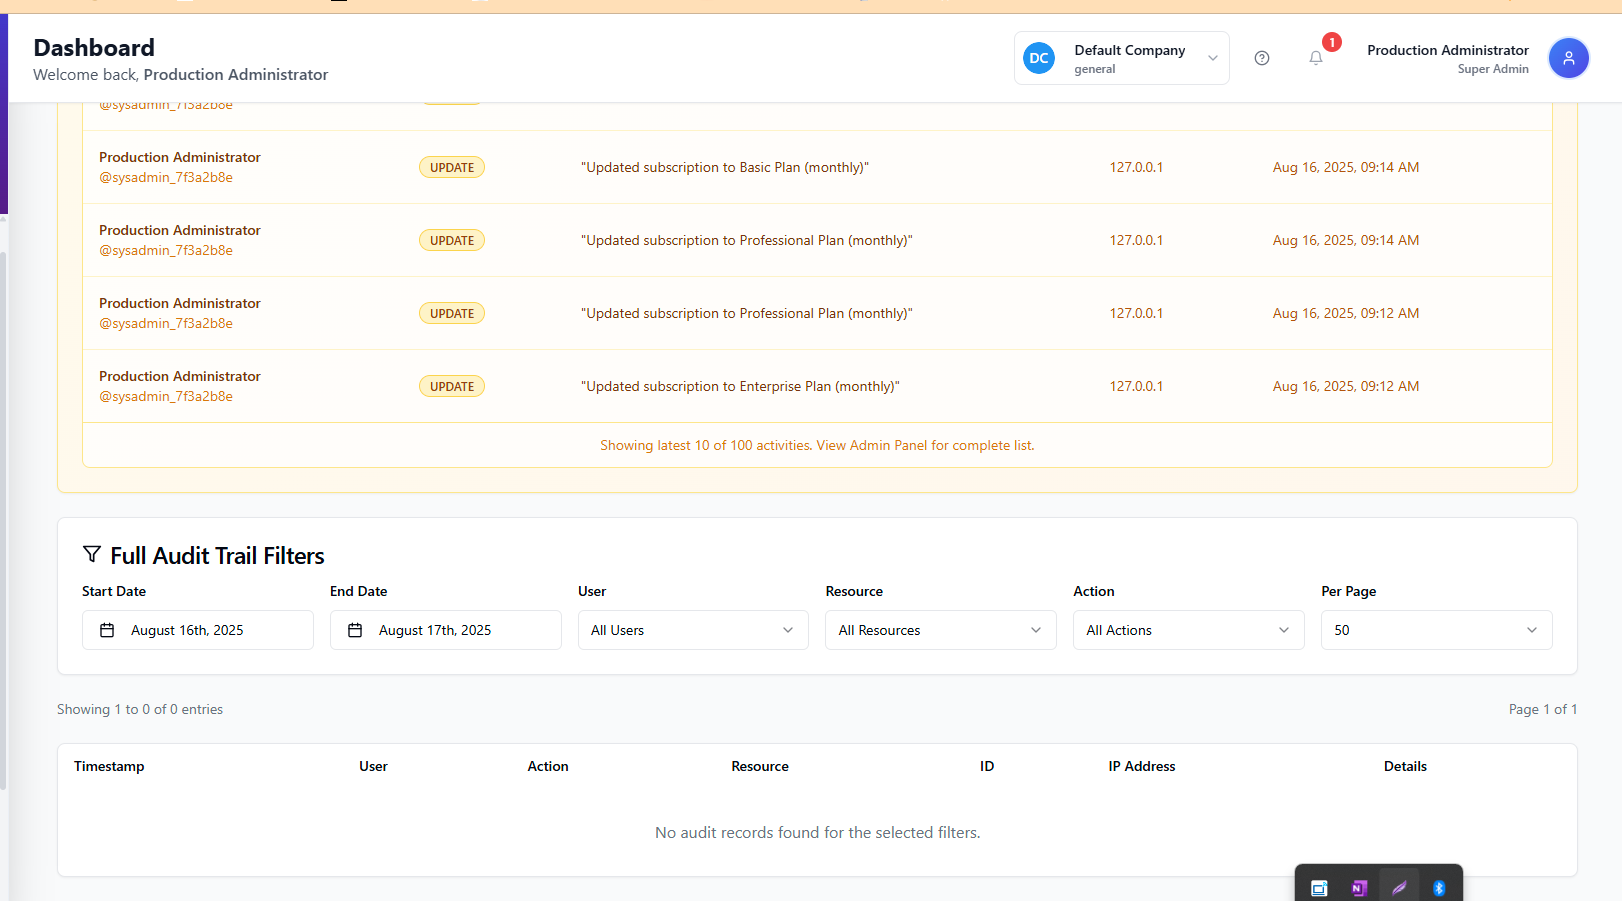 Dashboard
Welcome back, Production Administrator
DC
Default Company
general
1
Production Administrator
Super Admin
@sysadmin_7f3a2b8e
Production Administrator
@sysadmin_7f3a2b8e
UPDATE
"Updated subscription to Basic Plan (monthly)"
127.0.0.1
Aug 16, 2025, 09:14 AM
Production Administrator
@sysadmin_7f3a2b8e
UPDATE
"Updated subscription to Professional Plan (monthly)"
127.0.0.1
Aug 16, 2025, 09:14 AM
Production Administrator
@sysadmin_7f3a2b8e
UPDATE
"Updated subscription to Professional Plan (monthly)"
127.0.0.1
Aug 16, 2025, 09:12 AM
Production Administrator
@sysadmin_7f3a2b8e
UPDATE
"Updated subscription to Enterprise Plan (monthly)"
127.0.0.1
Aug 16, 2025, 09:12 AM
Showing latest 10 of 100 activities. View Admin Panel for complete list.
Full Audit Trail Filters
Start Date
August 16th, 2025
End Date
August 17th, 2025
User
All Users
Resource
All Resources
Action
All Actions
Per Page
50
Showing 1 to 0 of 0 entries
Page 1 of 1
Timestamp
User
Action
Resource
ID
IP Address
Details
No audit records found for the selected filters.
N